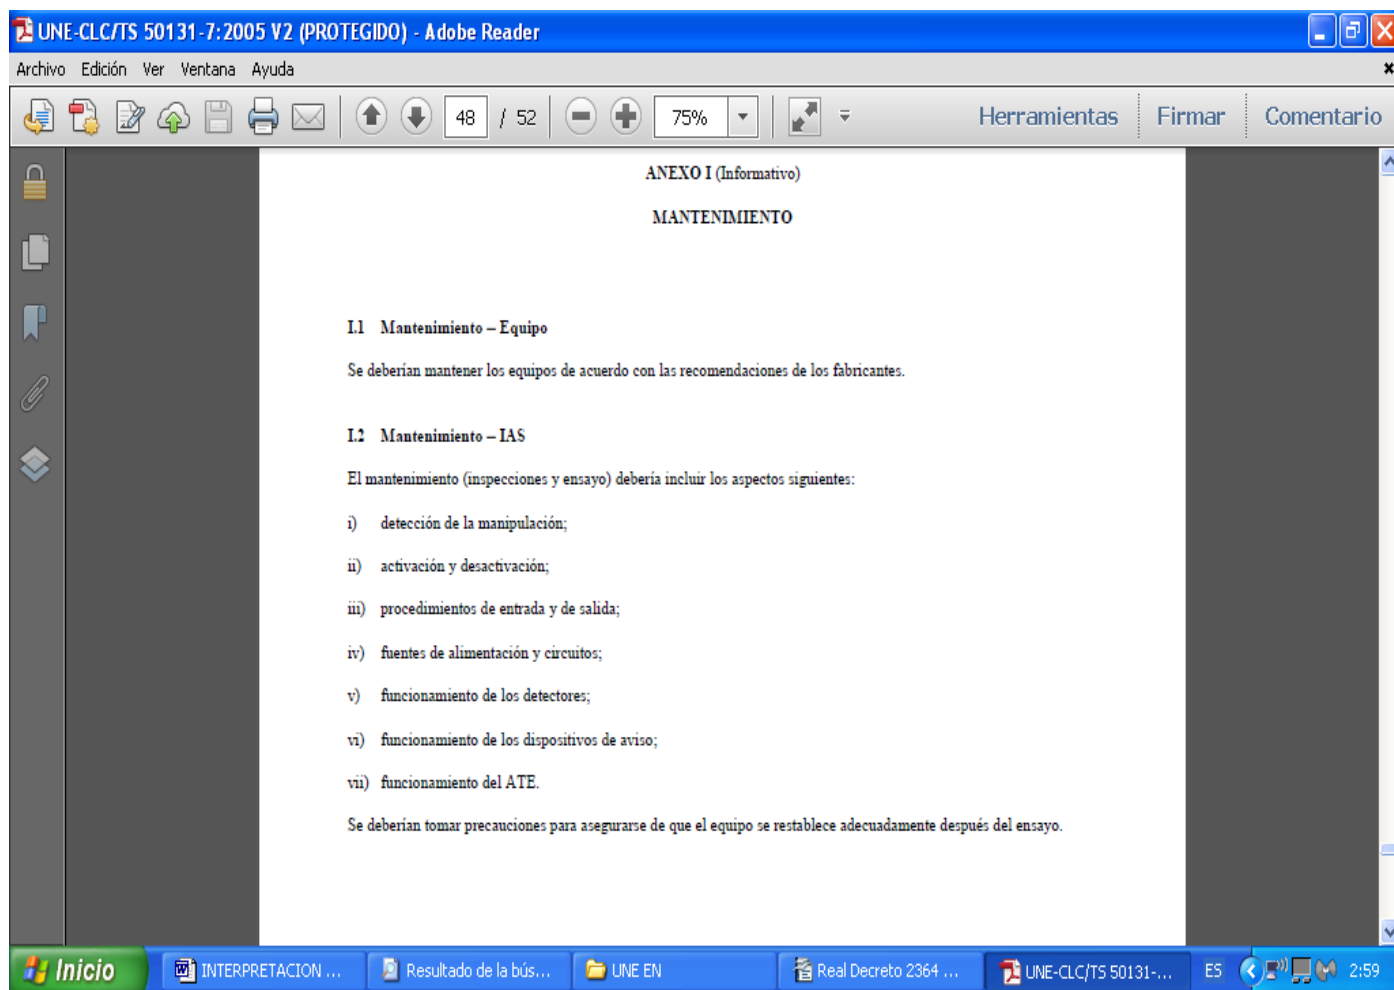 UNE-CLC/TS 50131-7:2005 V2 (PROTEGIDO) - Adobe Reader
Archivo Edición Ver Ventana Ayuda
48 / 52 75% Herramientas Firmar Comentario
ANEXO I (Informativo)
MANTENIMIENTO
I.1 Mantenimiento – Equipo
Se deberían mantener los equipos de acuerdo con las recomendaciones de los fabricantes.
I.2 Mantenimiento – IAS
El mantenimiento (inspecciones y ensayo) debería incluir los aspectos siguientes:
i) detección de la manipulación;
ii) activación y desactivación;
iii) procedimientos de entrada y de salida;
iv) fuentes de alimentación y circuitos;
v) funcionamiento de los detectores;
vi) funcionamiento de los dispositivos de aviso;
vii) funcionamiento del ATE.
Se deberían tomar precauciones para asegurarse de que el equipo se restablece adecuadamente después del ensayo.
Inicio INTERPRETACION ... Resultado de la bús... UNE EN Real Decreto 2364 ... UNE-CLC/TS 50131-... ES 2:59